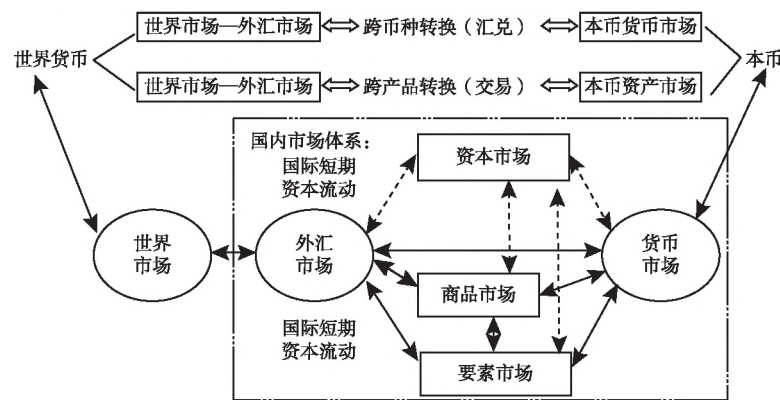 世界货币
世界市场—外汇市场
跨币种转换（汇兑）
本币货币市场
世界市场—外汇市场
跨产品转换（交易）
本币资产市场
本币
国内市场体系：
国际短期
资本流动
资本市场
世界
市场
外汇
市场
货币
市场
商品市场
国际短期
资本流动
要素市场